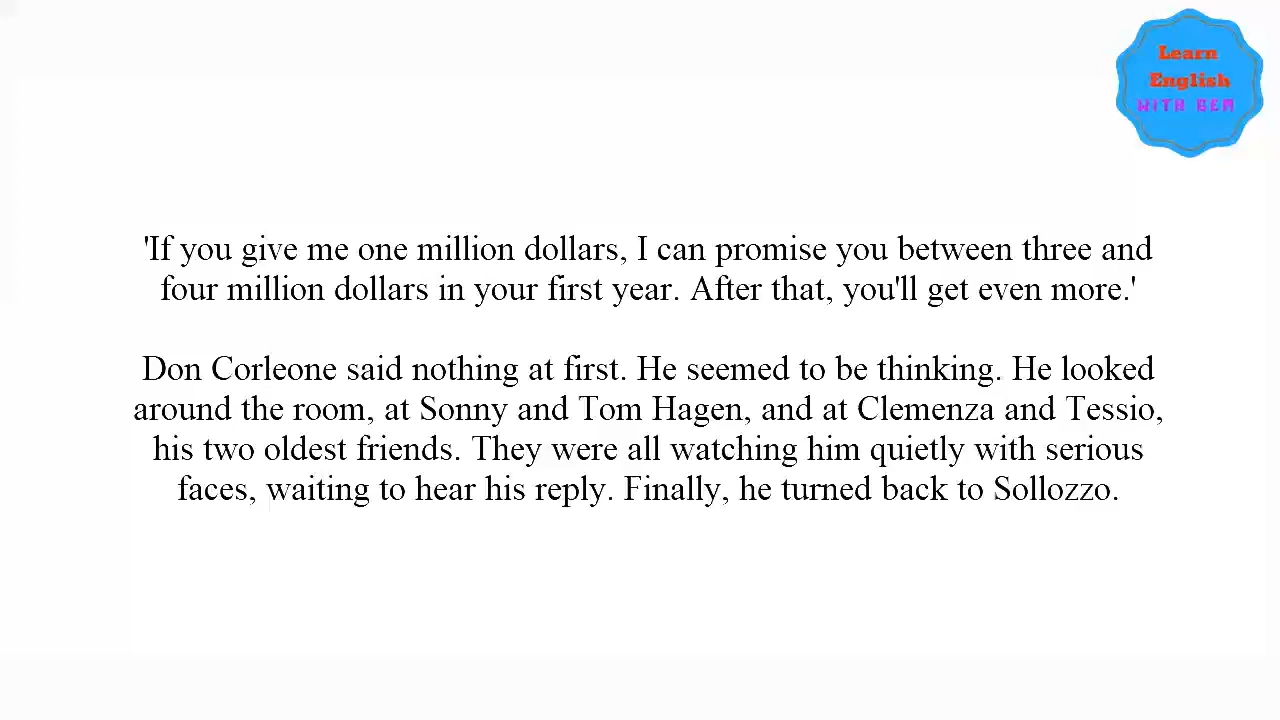 Learn
English
WITH BEN
'If you give me one million dollars, I can promise you between three and
four million dollars in your first year. After that, you'll get even more.'
Don Corleone said nothing at first. He seemed to be thinking. He looked
around the room, at Sonny and Tom Hagen, and at Clemenza and Tessio,
his two oldest friends. They were all watching him quietly with serious
faces, waiting to hear his reply. Finally, he turned back to Sollozzo.